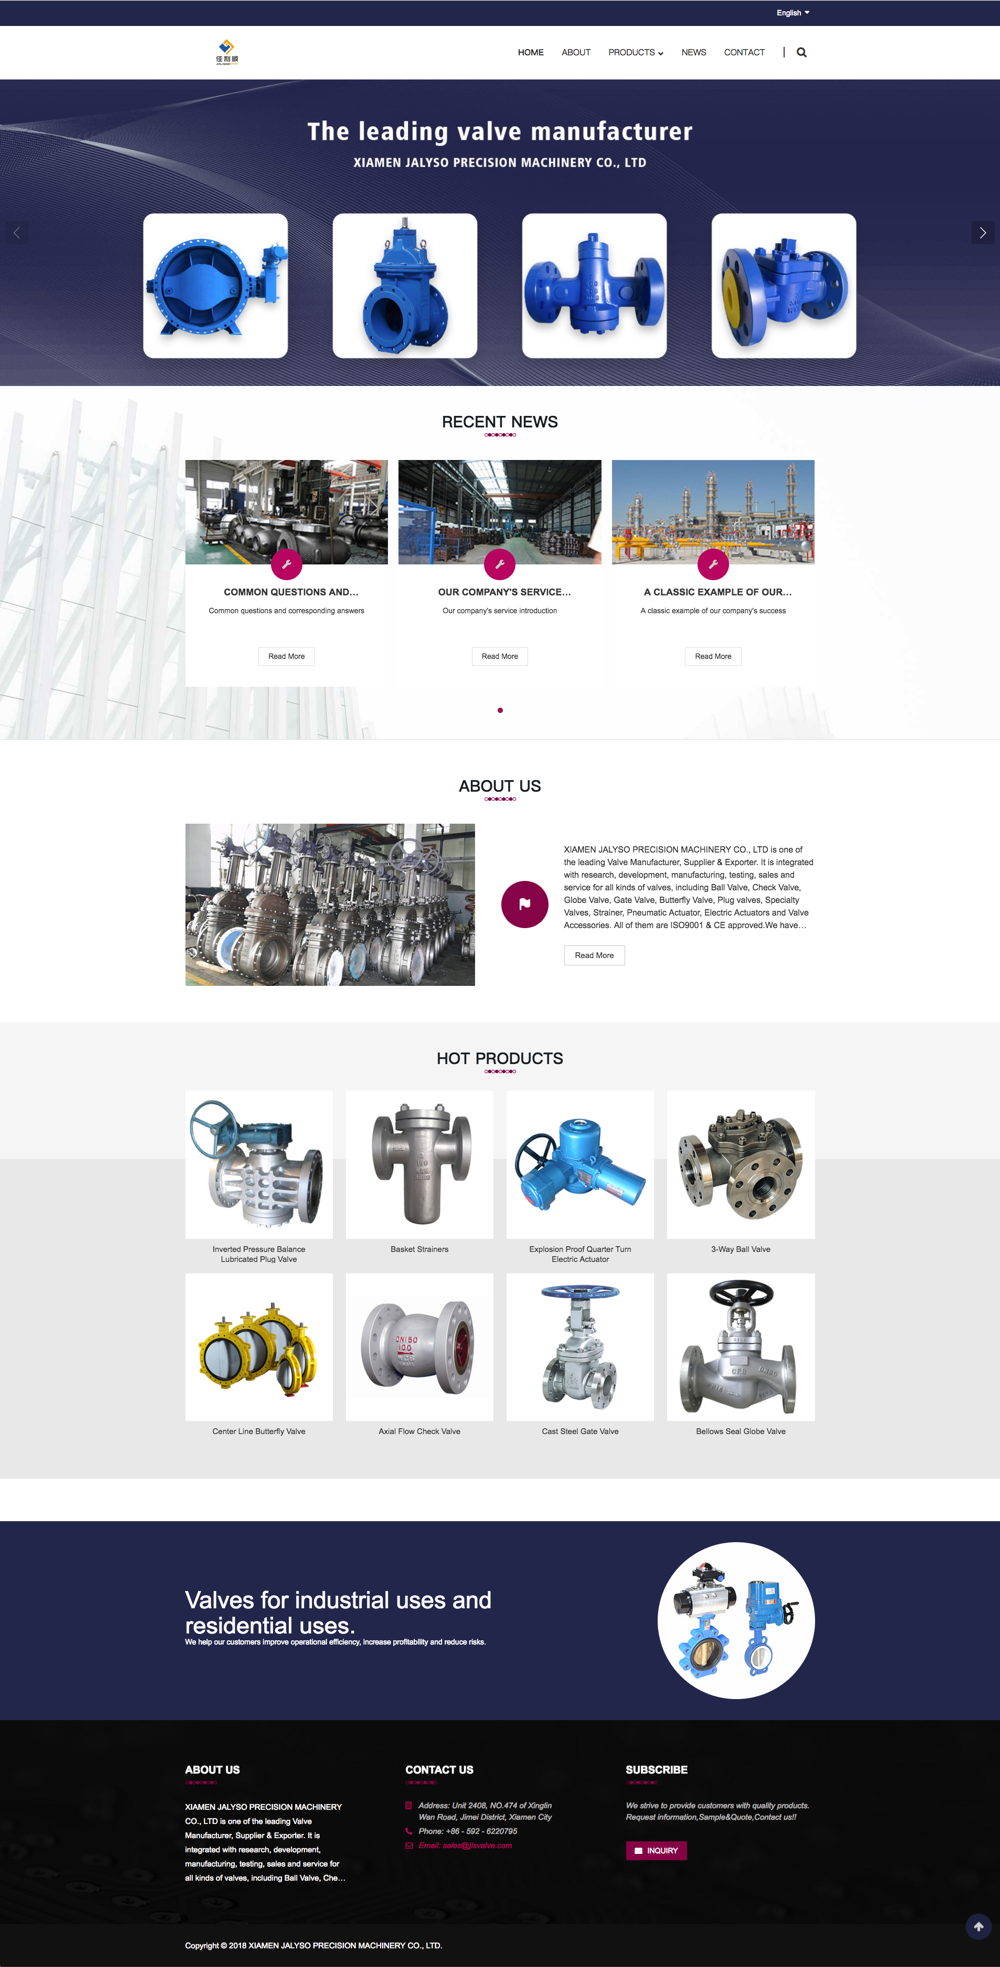 English
HOME ABOUT PRODUCTS NEWS CONTACT
The leading valve manufacturer
XIAMEN JALYSO PRECISION MACHINERY CO., LTD
RECENT NEWS
COMMON QUESTIONS AND...
Common questions and corresponding answers
Read More
OUR COMPANY'S SERVICE...
Our company's service introduction
Read More
A CLASSIC EXAMPLE OF OUR...
A classic example of our company's success
Read More
ABOUT US
XIAMEN JALYSO PRECISION MACHINERY CO., LTD is one of
the leading Valve Manufacturer, Supplier & Exporter. It is integrated
with research, development, manufacturing, testing, sales and
service for all kinds of valves, including Ball Valve, Check Valve,
Globe Valve, Gate Valve, Butterfly Valve, Plug valves, Specialty
Valves, Strainer, Pneumatic Actuator, Electric Actuators and Valve
Accessories. All of them are ISO9001 & CE approved.We have...
Read More
HOT PRODUCTS
Inverted Pressure Balance
Lubricated Plug Valve
Basket Strainers
Explosion Proof Quarter Turn
Electric Actuator
3-Way Ball Valve
DN150
100
Center Line Butterfly Valve
Axial Flow Check Valve
Cast Steel Gate Valve
Bellows Seal Globe Valve
Valves for industrial uses and
residential uses.
We help our customers improve operational efficiency, increase profitability and reduce risks.
ABOUT US
XIAMEN JALYSO PRECISION MACHINERY
CO., LTD is one of the leading Valve
Manufacturer, Supplier & Exporter. It is
integrated with research, development,
manufacturing, testing, sales and service for
all kinds of valves, including Ball Valve, Che...
CONTACT US
Address: Unit 2408, NO.474 of Xinglin
Wan Road, Jimei District, Xiamen City
Phone: +86 - 592 - 6220795
Email: sales@jlsvalve.com
SUBSCRIBE
We strive to provide customers with quality products.
Request information,Sample&Quote,Contact us!!
INQUIRY
Copyright © 2018 XIAMEN JALYSO PRECISION MACHINERY CO., LTD.